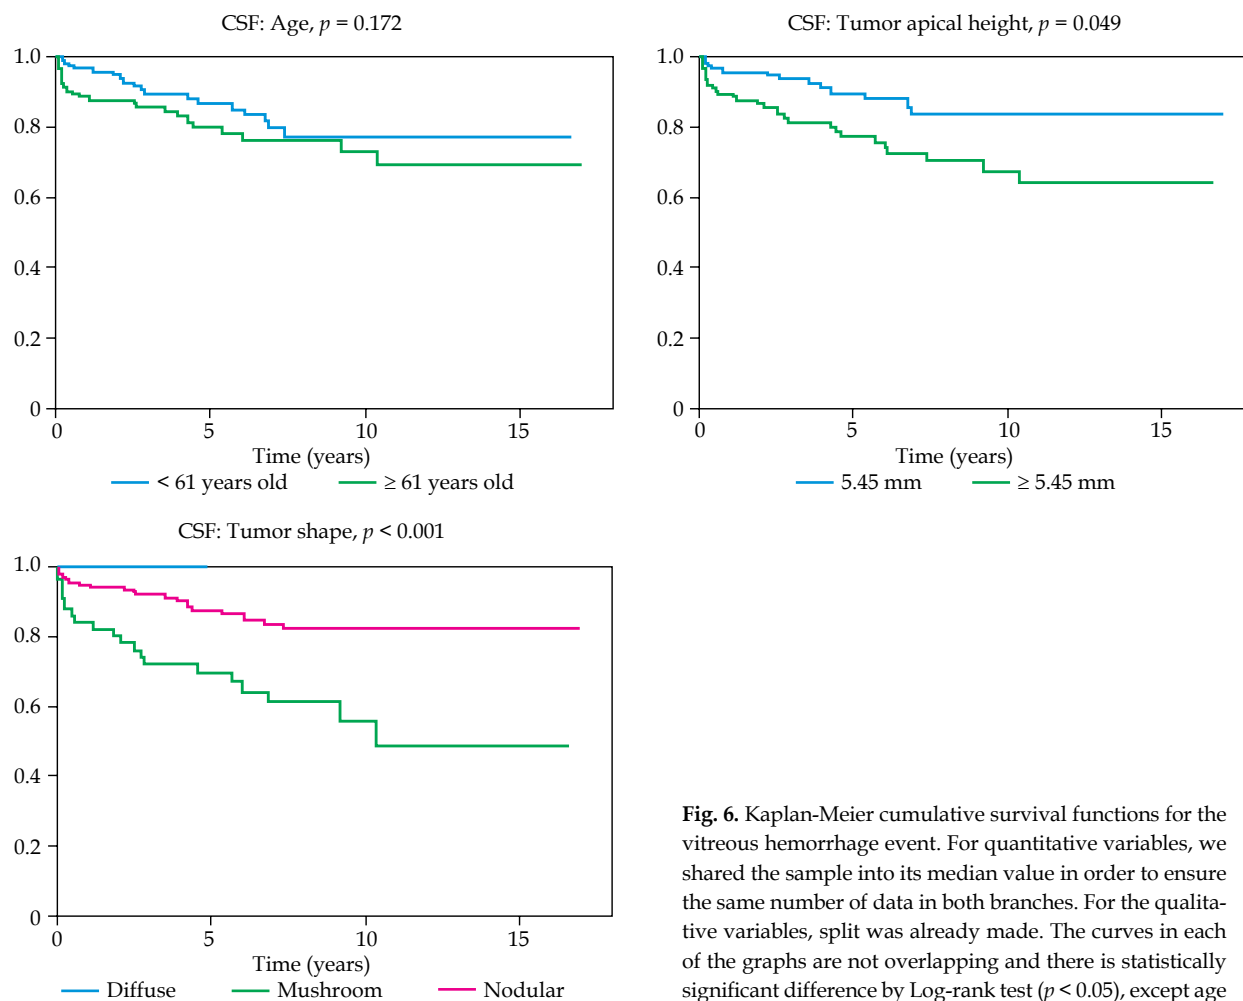 CSF: Age, p = 0.172
1.0
0.8
0.6
0.4
0.2
0
0 5 10 15
Time (years)
< 61 years old ≥ 61 years old
CSF: Tumor apical height, p = 0.049
1.0
0.8
0.6
0.4
0.2
0
0 5 10 15
Time (years)
5.45 mm ≥ 5.45 mm
CSF: Tumor shape, p < 0.001
1.0
0.8
0.6
0.4
0.2
0
0 5 10 15
Time (years)
Diffuse Mushroom Nodular
Fig. 6. Kaplan-Meier cumulative survival functions for the
vitreous hemorrhage event. For quantitative variables, we
shared the sample into its median value in order to ensure
the same number of data in both branches. For the qualita-
tive variables, split was already made. The curves in each
of the graphs are not overlapping and there is statistically
significant difference by Log-rank test (p < 0.05), except age